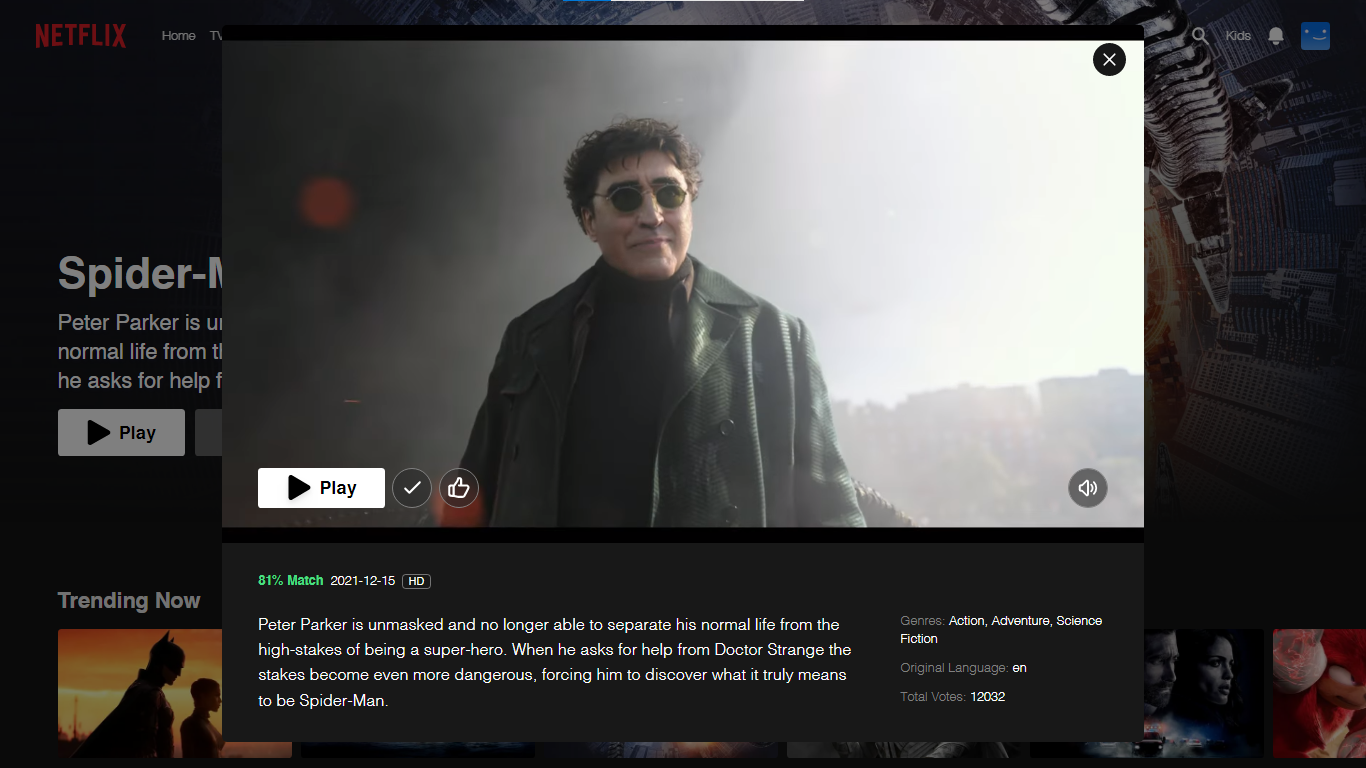 NETFLIX
Home
Kids
Spider-
Peter Parker is
normal life from
he asks for help
Play
Play
81% Match 2021-12-15 HD
Peter Parker is unmasked and no longer able to separate his normal life from the
high-stakes of being a super-hero. When he asks for help from Doctor Strange the
stakes become even more dangerous, forcing him to discover what it truly means
to be Spider-Man.
Genres: Action, Adventure, Science
Fiction
Original Language: en
Total Votes: 12032
Trending Now